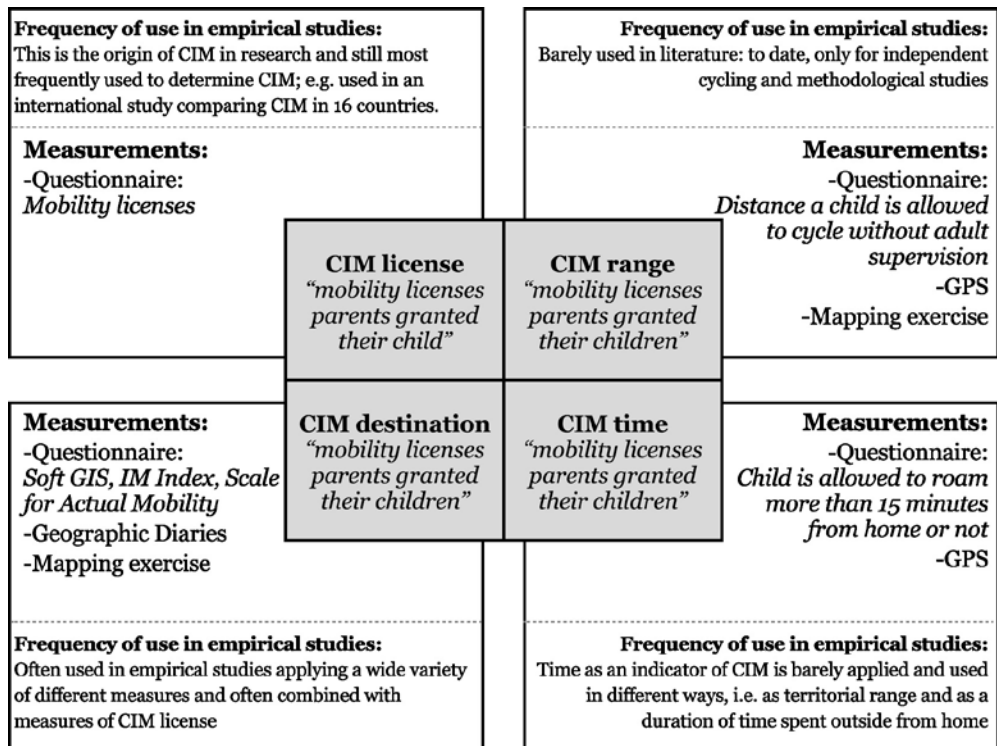 Frequency of use in empirical studies:
This is the origin of CIM in research and still most
frequently used to determine CIM; e.g. used in an
international study comparing CIM in 16 countries.
Measurements:
-Questionnaire:
Mobility licenses
Frequency of use in empirical studies:
Barely used in literature: to date, only for independent
cycling and methodological studies
Measurements:
-Questionnaire:
Distance a child is allowed
to cycle without adult
supervision
-GPS
-Mapping exercise
CIM license
“mobility licenses
parents granted
their child”
CIM range
“mobility licenses
parents granted
their children”
CIM destination
“mobility licenses
parents granted
their children”
CIM time
“mobility licenses
parents granted
their children”
Measurements:
-Questionnaire:
Soft GIS, IM Index, Scale
for Actual Mobility
-Geographic Diaries
-Mapping exercise
Frequency of use in empirical studies:
Often used in empirical studies applying a wide variety
of different measures and often combined with
measures of CIM license
Measurements:
-Questionnaire:
Child is allowed to roam
more than 15 minutes
from home or not
-GPS
Frequency of use in empirical studies:
Time as an indicator of CIM is barely applied and used
in different ways, i.e. as territorial range and as a
duration of time spent outside from home